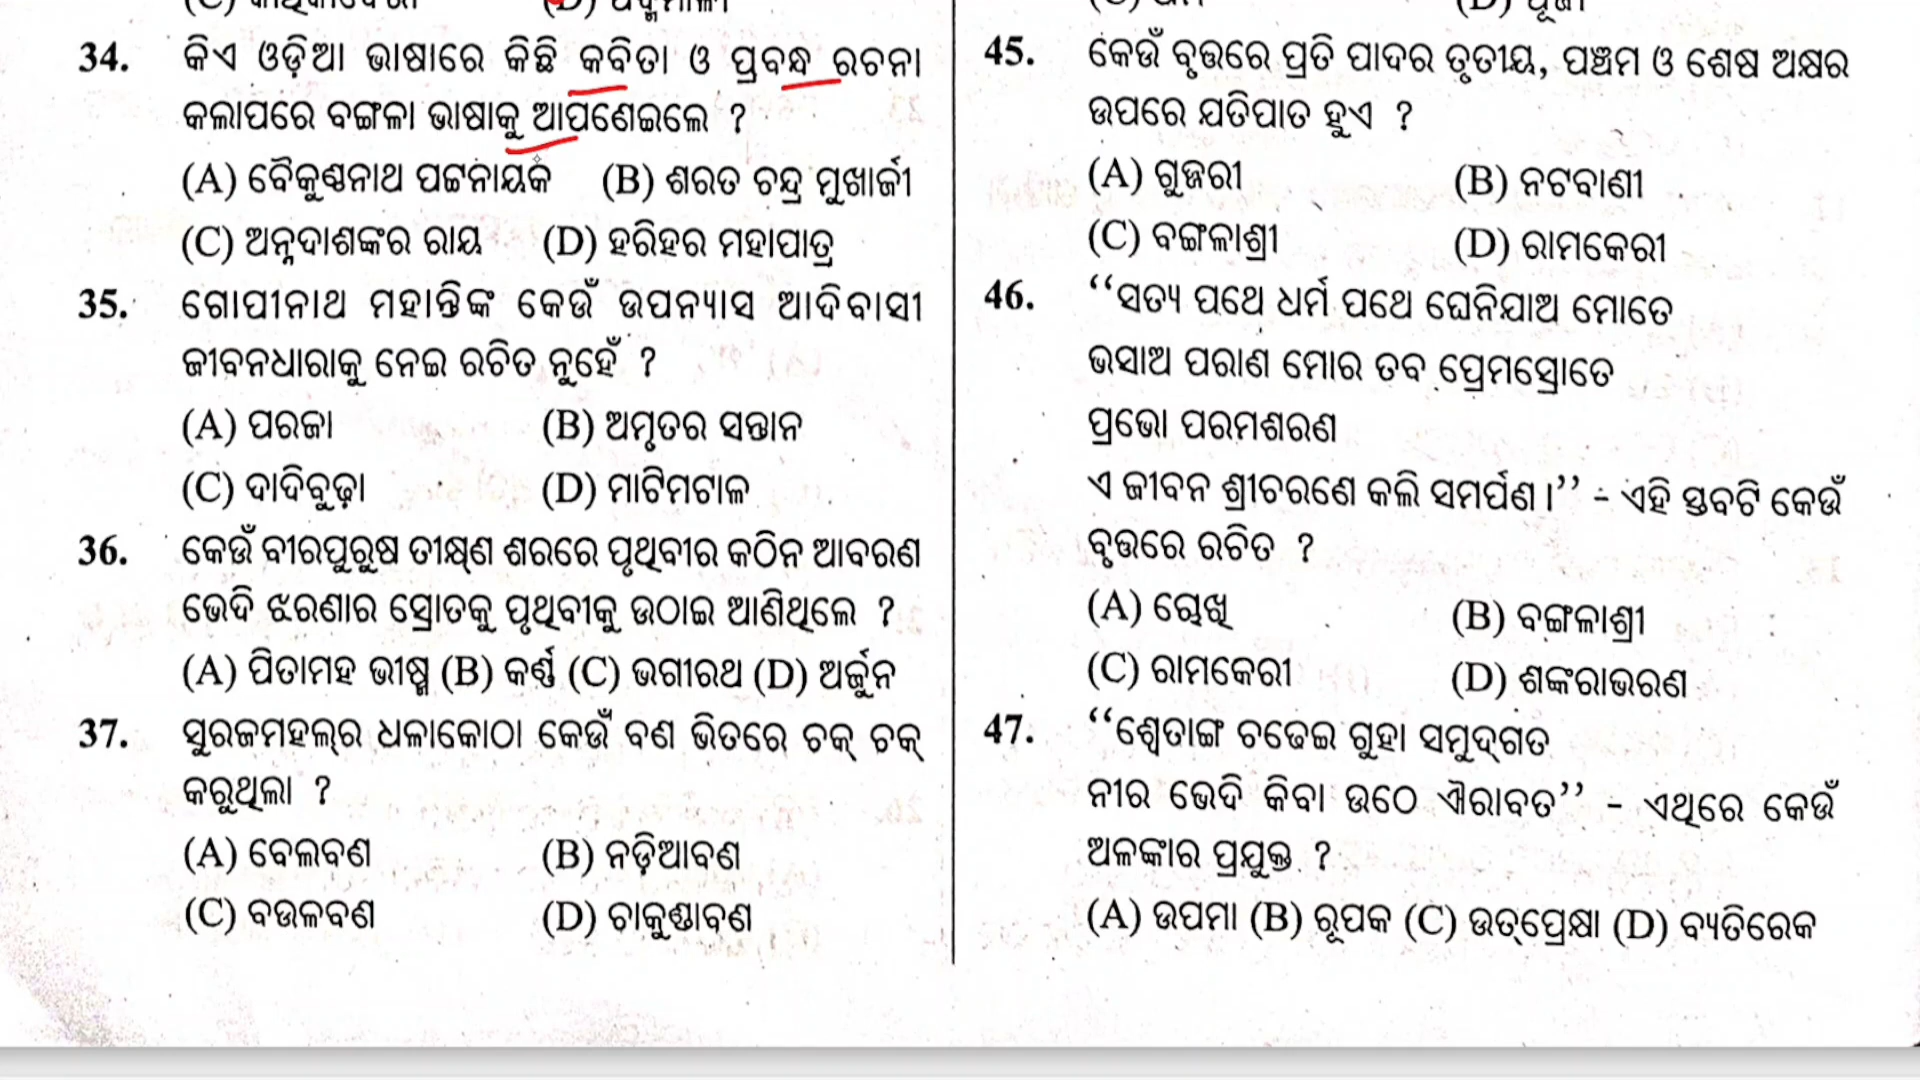 34. କିଏ ଓଡ଼ିଆ ଭାଷାରେ କିଛି କବିତା ଓ ପ୍ରବନ୍ଧ ରଚନା
କଲାପରେ ବଙ୍ଗଳା ଭାଷାକୁ ଆପଣେଇଲେ ?
(A) ବୈକୁଣ୍ଠନାଥ ପଟ୍ଟନାୟକ (B) ଶରତ ଚନ୍ଦ୍ର ମୁଖାର୍ଜୀ
(C) ଅନ୍ନଦାଶଙ୍କର ରାୟ (D) ହରିହର ମହାପାତ୍ର
35. ଗୋପୀନାଥ ମହାନ୍ତିଙ୍କ କେଉଁ ଉପନ୍ୟାସ ଆଦିବାସୀ
ଜୀବନଧାରାକୁ ନେଇ ରଚିତ ନୁହେଁ ?
(A) ପରଜା (B) ଅମୃତର ସନ୍ତାନ
(C) ଦାଦିବୁଢ଼ା (D) ମାଟିମଟାଳ
36. କେଉଁ ବୀରପୁରୁଷ ତୀକ୍ଷ୍ଣ ଶରରେ ପୃଥିବୀର କଠିନ ଆବରଣ
ଭେଦି ଝରଣାର ସ୍ରୋତକୁ ପୃଥିବୀକୁ ଉଠାଇ ଆଣିଥିଲେ ?
(A) ପିତାମହ ଭୀଷ୍ମ (B) କର୍ଣ୍ଣ (C) ଭଗୀରଥ (D) ଅର୍ଜୁନ
37. ସୁରଜମହଲ୍‌ର ଧଳାକୋଠା କେଉଁ ବଣ ଭିତରେ ଚକ୍ ଚକ୍
କରୁଥିଲା ?
(A) ବେଲବଣ (B) ନଡ଼ିଆବଣ
(C) ବଉଳବଣ (D) ଚାକୁଣ୍ଡାବଣ
45. କେଉଁ ବୃତ୍ତରେ ପ୍ରତି ପାଦର ତୃତୀୟ, ପଞ୍ଚମ ଓ ଶେଷ ଅକ୍ଷର
ଉପରେ ଯତିପାତ ହୁଏ ?
(A) ଗୁଜ୍ଜରୀ (B) ନଟବାଣୀ
(C) ବଙ୍ଗଳାଶ୍ରୀ (D) ରାମକେରୀ
46. “ସତ୍ୟ ପଥେ ଧର୍ମ ପଥେ ଘେନିଯାଅ ମୋତେ
ଭସାଅ ପରାଣ ମୋର ତବ ପ୍ରେମସ୍ରୋତେ
ପ୍ରଭୋ ପରମଶରଣ
ଏ ଜୀବନ ଶ୍ରୀଚରଣେ କଲି ସମର୍ପଣ।” - ଏହି ସ୍ତବଟି କେଉଁ
ବୃତ୍ତରେ ରଚିତ ?
(A) (B) ବଙ୍ଗଳାଶ୍ରୀ
(C) ରାମକେରୀ (D) ଶଙ୍କରାଭରଣ
47. “ଶ୍ୱେତାଙ୍ଗ ଚଢେଇ ଗୁହା ସମୁଦ୍‌ଗତ
ନୀର ଭେଦି କିବା ଉଠେ ଐରାବତ” - ଏଥିରେ କେଉଁ
ଅଳଙ୍କାର ପ୍ରଯୁକ୍ତ ?
(A) ଉପମା (B) ରୂପକ (C) ଉତ୍‌ପ୍ରେକ୍ଷା (D) ବ୍ୟତିରେକ